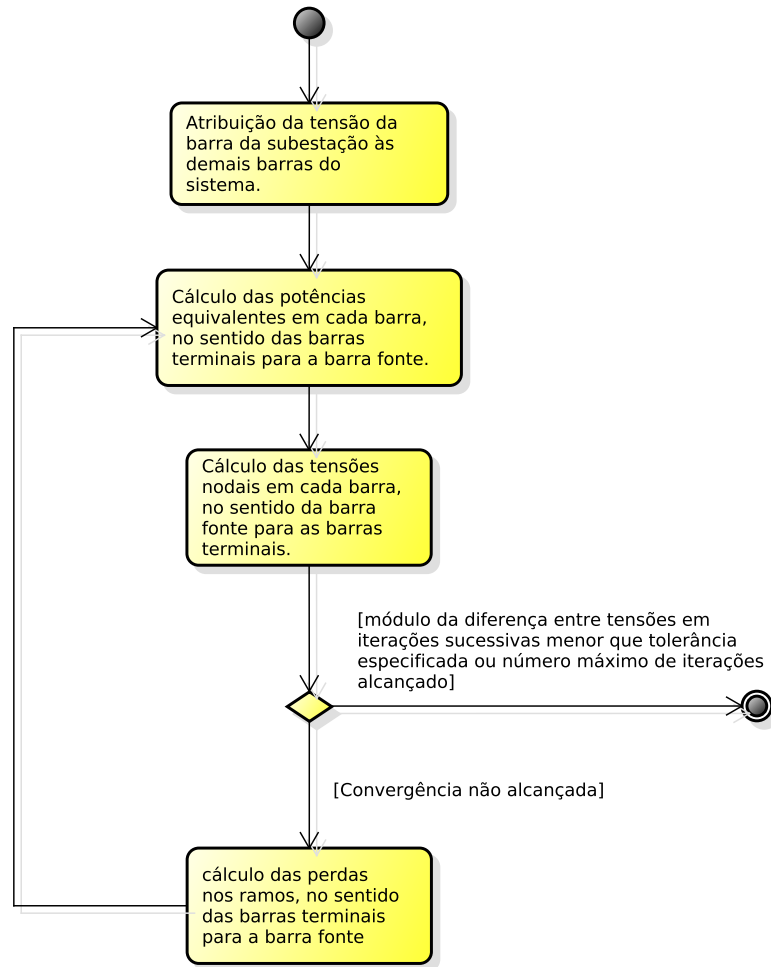 Atribuição da tensão da
barra da subestação às
demais barras do
sistema.
Cálculo das potências
equivalentes em cada barra,
no sentido das barras
terminais para a barra fonte.
Cálculo das tensões
nodais em cada barra,
no sentido da barra
fonte para as barras
terminais.
[módulo da diferença entre tensões em
iterações sucessivas menor que tolerância
especificada ou número máximo de iterações
alcançado]
[Convergência não alcançada]
cálculo das perdas
nos ramos, no sentido
das barras terminais
para a barra fonte